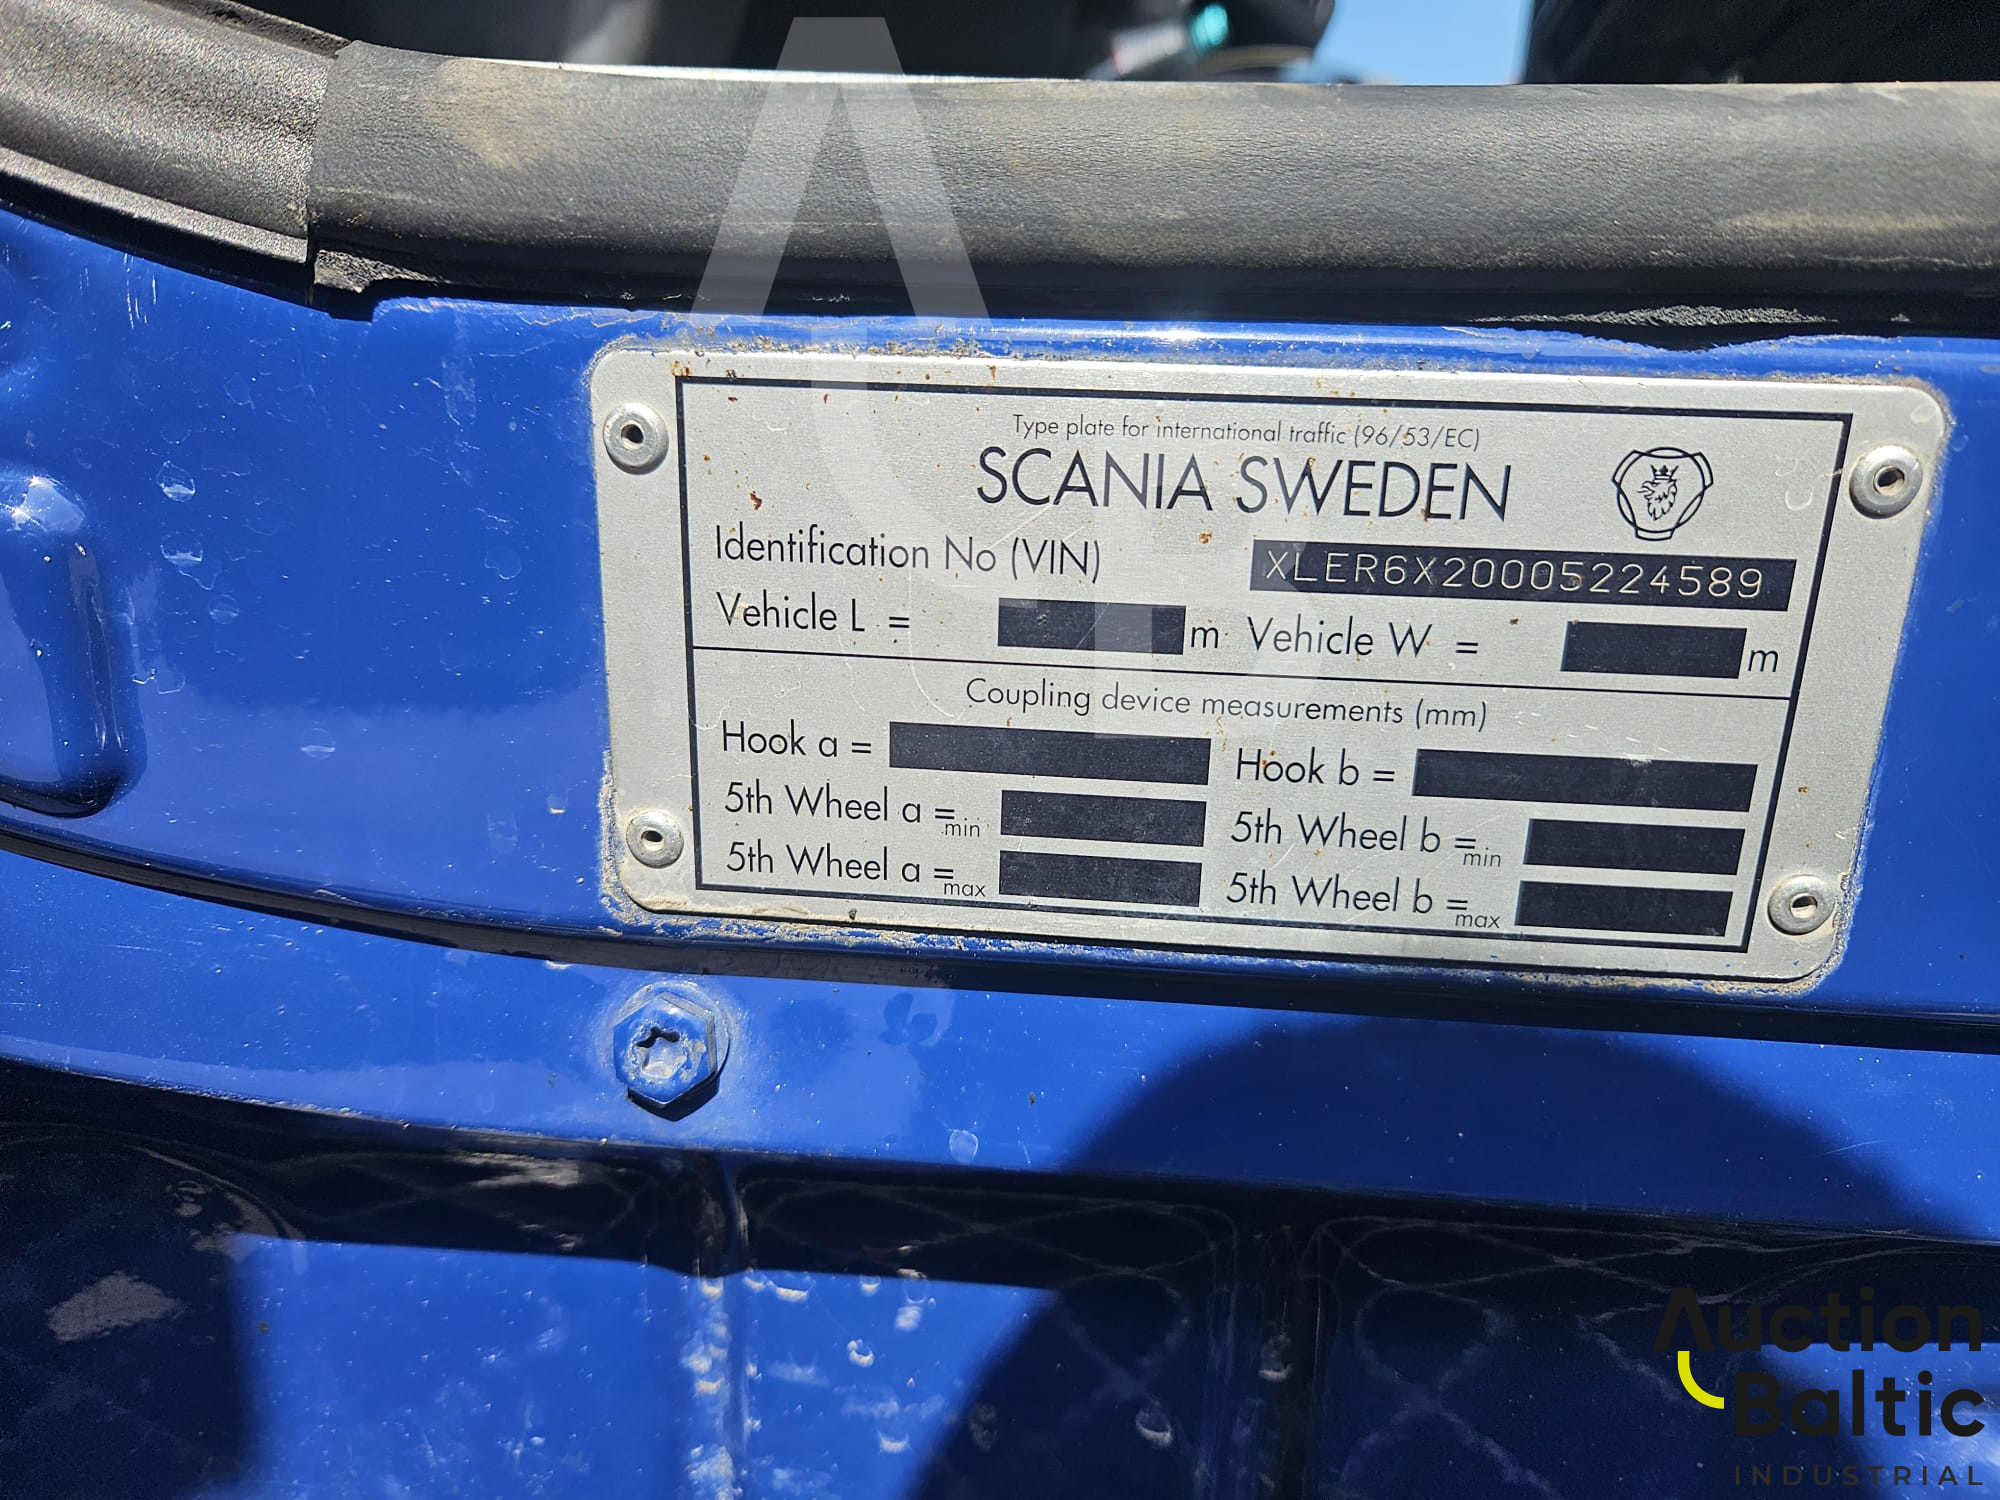 Type plate for international traffic (96/53/EC)
SCANIA SWEDEN
Identification No (VIN) XLER6X20005224589
Vehicle L = m Vehicle W = m
Coupling device measurements (mm)
Hook a = Hook b =
5th Wheel a =min 5th Wheel b =min
5th Wheel a =max 5th Wheel b =max
Auction
Baltic
INDUSTRIAL